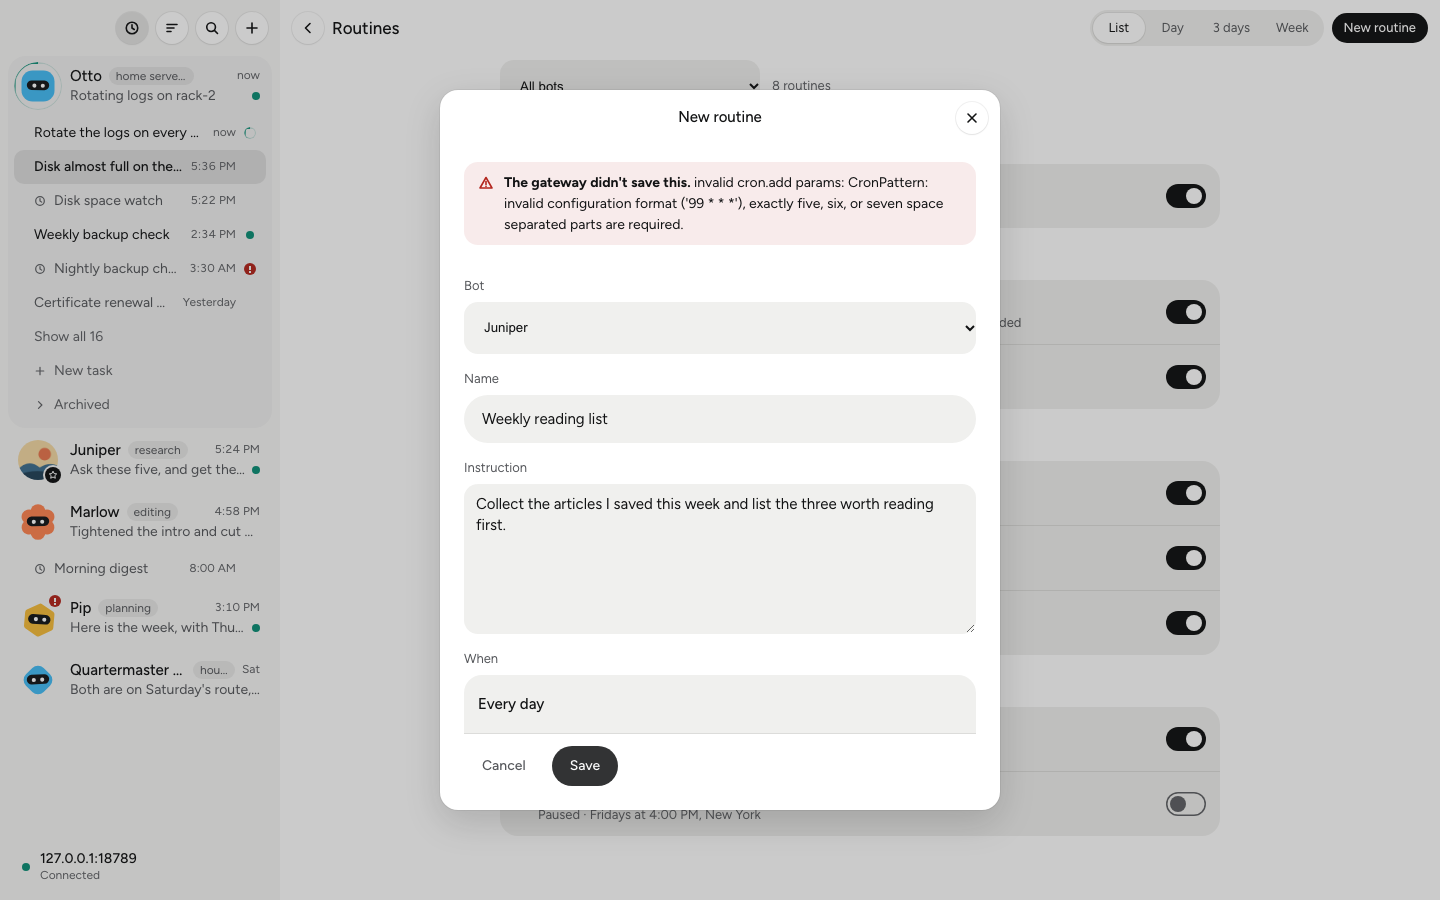 Routines
List
Day
3 days
Week
New routine
Otto
home serve...
now
Rotating logs on rack-2
Rotate the logs on every ...
now
Disk almost full on the...
5:36 PM
Disk space watch
5:22 PM
Weekly backup check
2:34 PM
Nightly backup ch...
3:30 AM
Certificate renewal ...
Yesterday
Show all 16
New task
Archived
Juniper
research
5:24 PM
Ask these five, and get the...
Marlow
editing
4:58 PM
Tightened the intro and cut ...
Morning digest
8:00 AM
Pip
planning
3:10 PM
Here is the week, with Thu...
Quartermaster ...
hou...
Sat
Both are on Saturday's route,...
127.0.0.1:18789
Connected
All bots
8 routines
New routine
The gateway didn't save this. invalid cron.add params: CronPattern:
invalid configuration format ('99 * * *'), exactly five, six, or seven space
separated parts are required.
Bot
Juniper
Name
Weekly reading list
Instruction
Collect the articles I saved this week and list the three worth reading
first.
When
Every day
Cancel
Save
ded
Paused · Fridays at 4:00 PM, New York